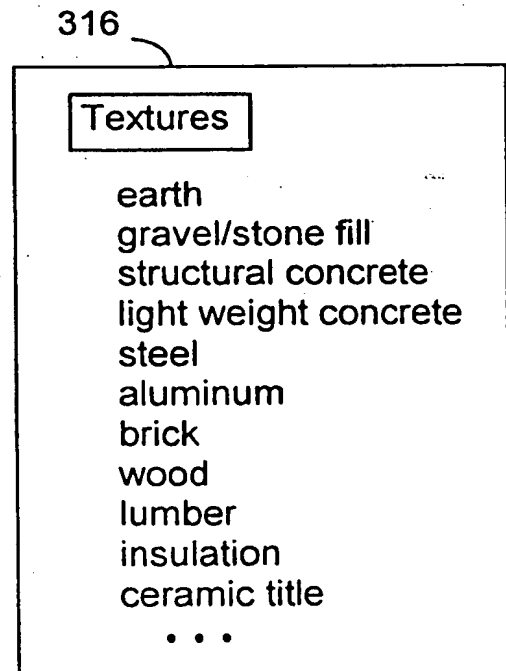 316
Textures
earth
gravel/stone fill
structural concrete
light weight concrete
steel
aluminum
brick
wood
lumber
insulation
ceramic title
• • •